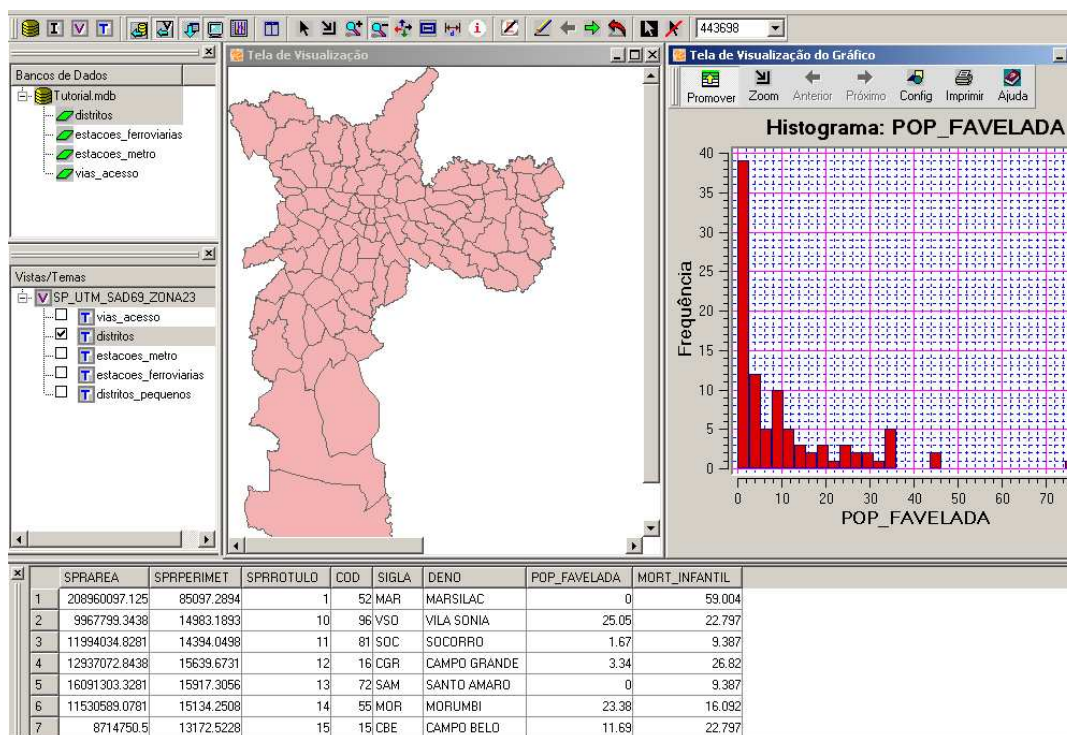 443698
Bancos de Dados
Tutorial.mdb
distritos
estacoes_ferroviarias
estacoes_metro
vias_acesso
Vistas/Temas
SP_UTM_SAD69_ZONA23
vias_acesso
distritos
estacoes_metro
estacoes_ferroviarias
distritos_pequenos
Tela de Visualização
Tela de Visualização do Gráfico
Promover Zoom Anterior Próximo Config Imprimir Ajuda
Histograma: POP_FAVELADA
Frequência
40
35
30
25
20
15
10
5
0
0 10 20 30 40 50 60 70
POP_FAVELADA
SPRAREA SPRPERIMET SPRROTULO COD SIGLA DENO POP_FAVELADA MORT_INFANTIL
1 208960097.125 85097.2894 1 52 MAR MARSILAC 0 59.004
2 9967799.3438 14983.1893 10 96 VSO VILA SONIA 25.05 22.797
3 11994034.8281 14394.0498 11 81 SOC SOCORRO 1.67 9.387
4 12937072.8438 15639.6731 12 16 CGR CAMPO GRANDE 3.34 26.82
5 16091303.3281 15917.3056 13 72 SAM SANTO AMARO 0 9.387
6 11530589.0781 15134.2508 14 55 MOR MORUMBI 23.38 16.092
7 8714750.5 13172.5228 15 15 CBE CAMPO BELO 11.69 22.797